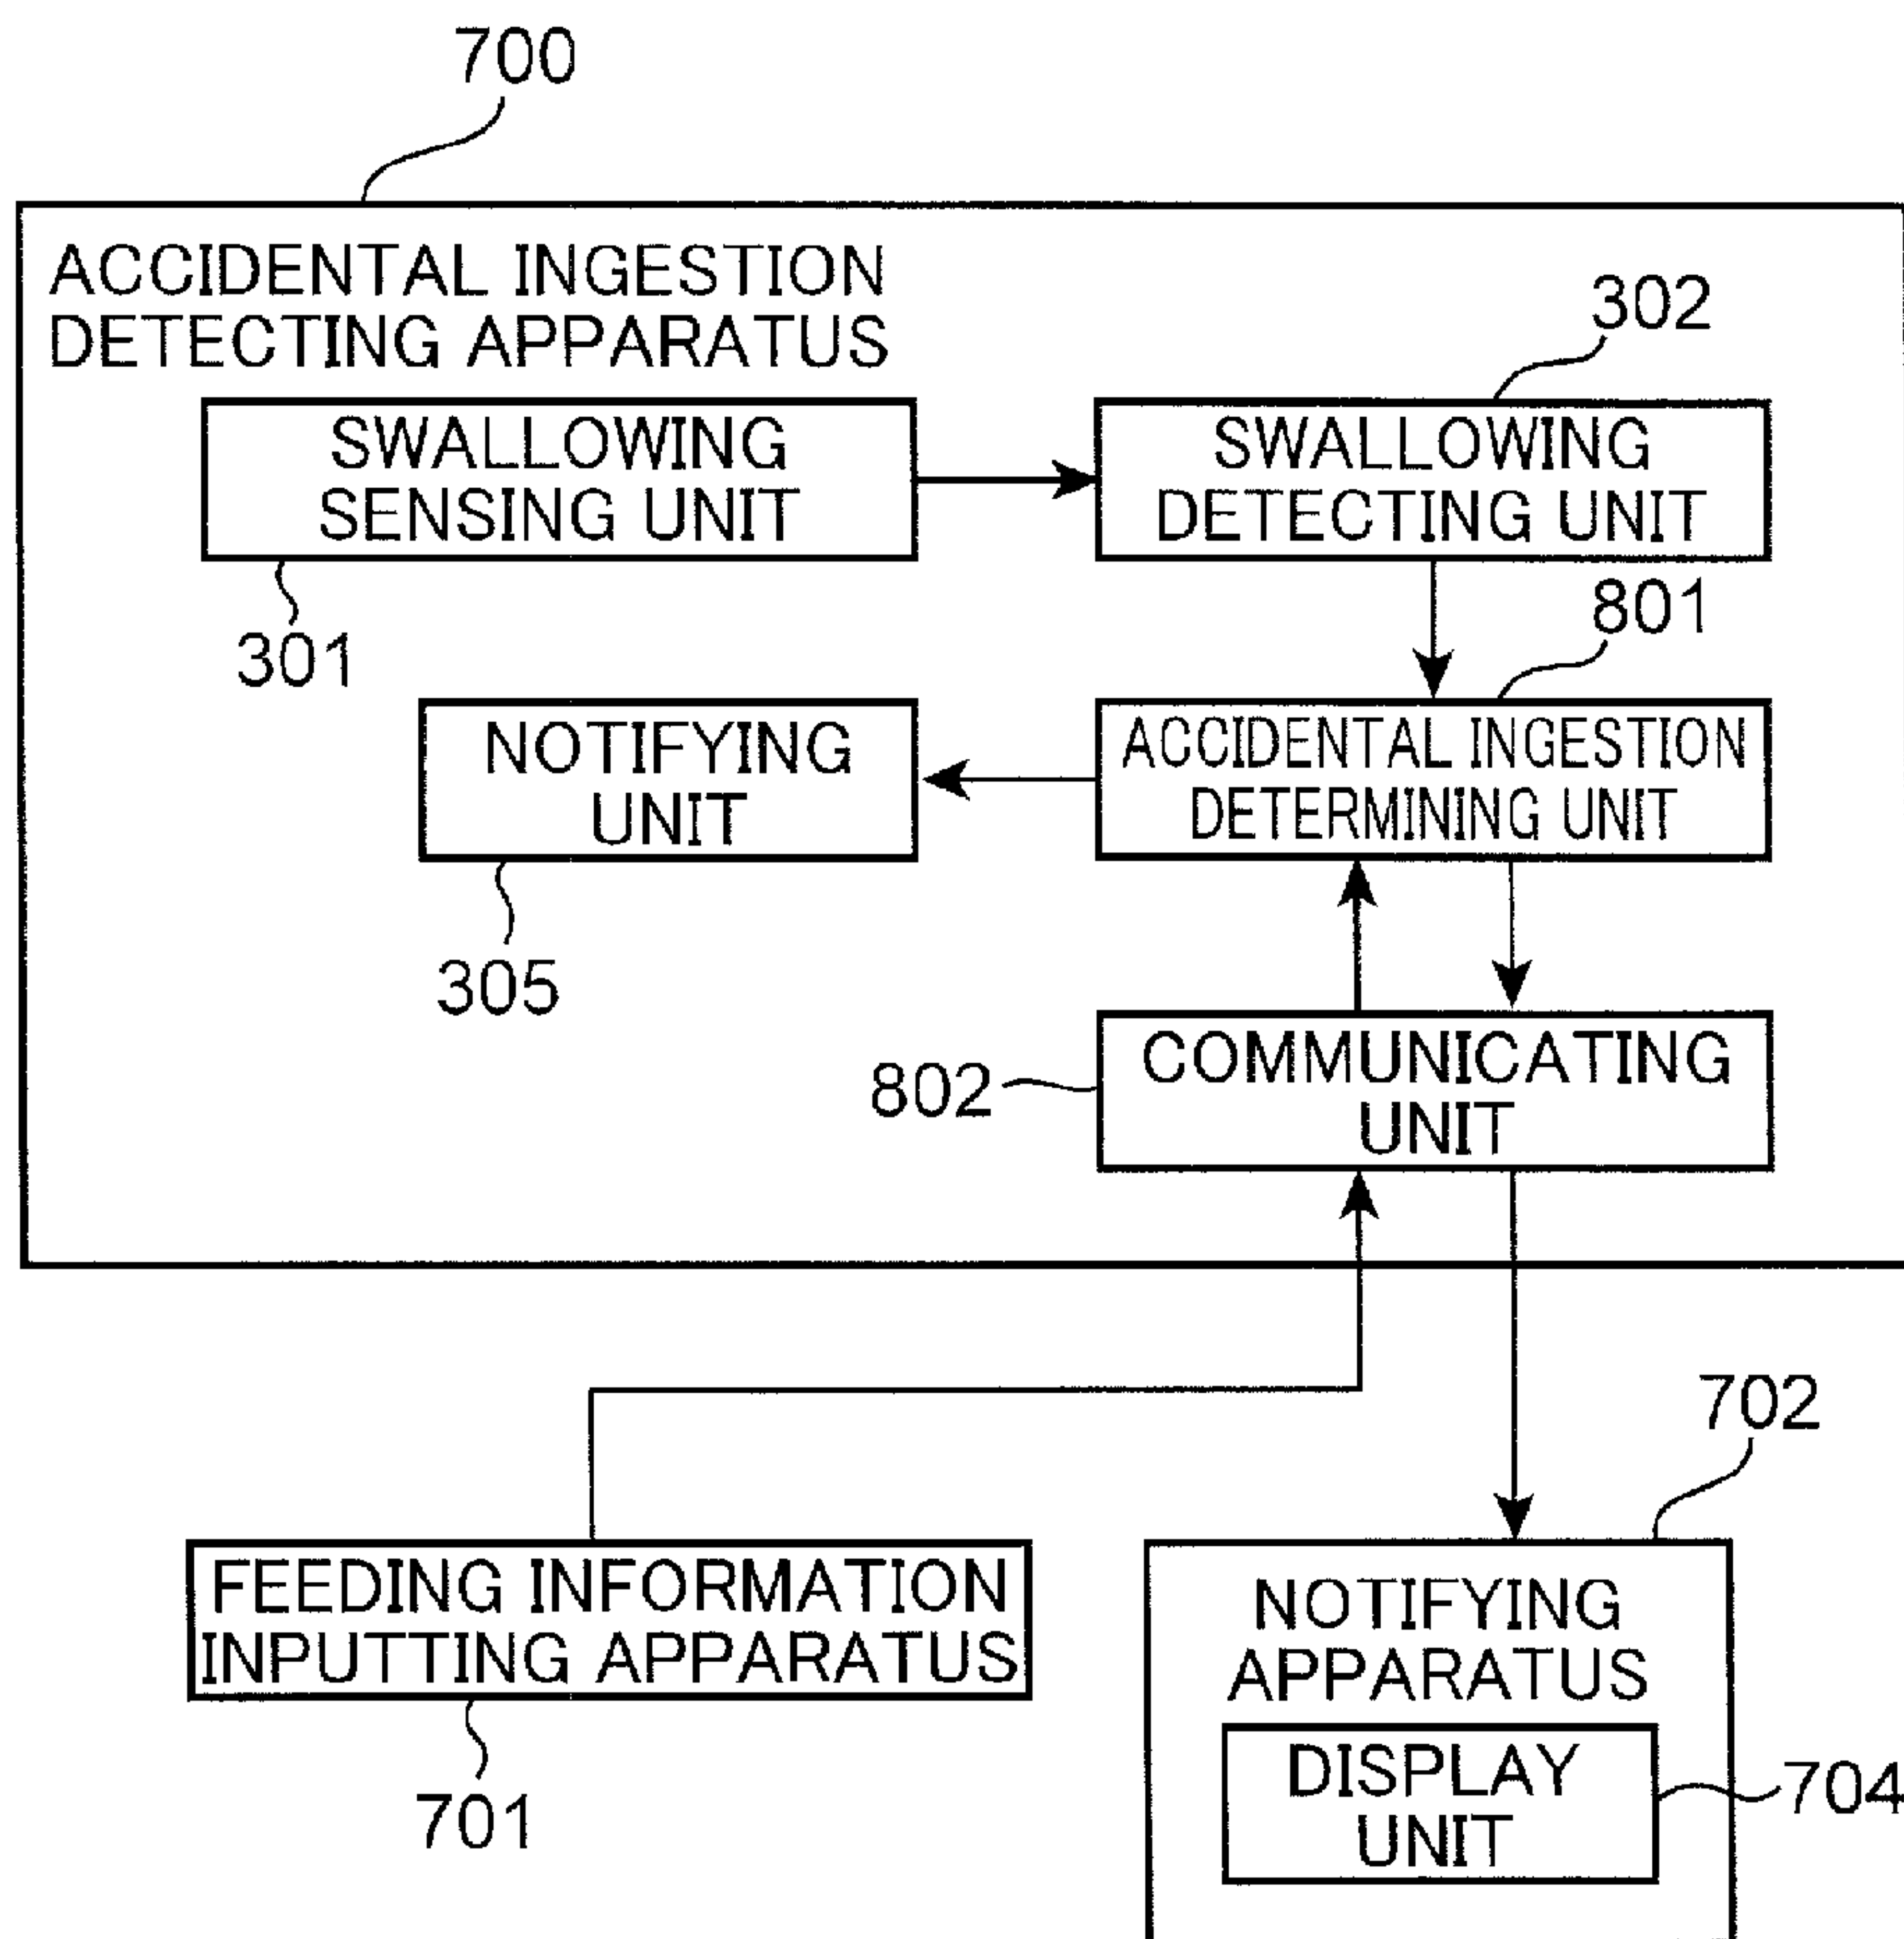 700
ACCIDENTAL INGESTION
DETECTING APPARATUS
302
SWALLOWING
SENSING UNIT
SWALLOWING
DETECTING UNIT
301
801
NOTIFYING
UNIT
ACCIDENTAL INGESTION
DETERMINING UNIT
305
802
COMMUNICATING
UNIT
702
FEEDING INFORMATION
INPUTTING APPARATUS
NOTIFYING
APPARATUS
701
DISPLAY
UNIT
704